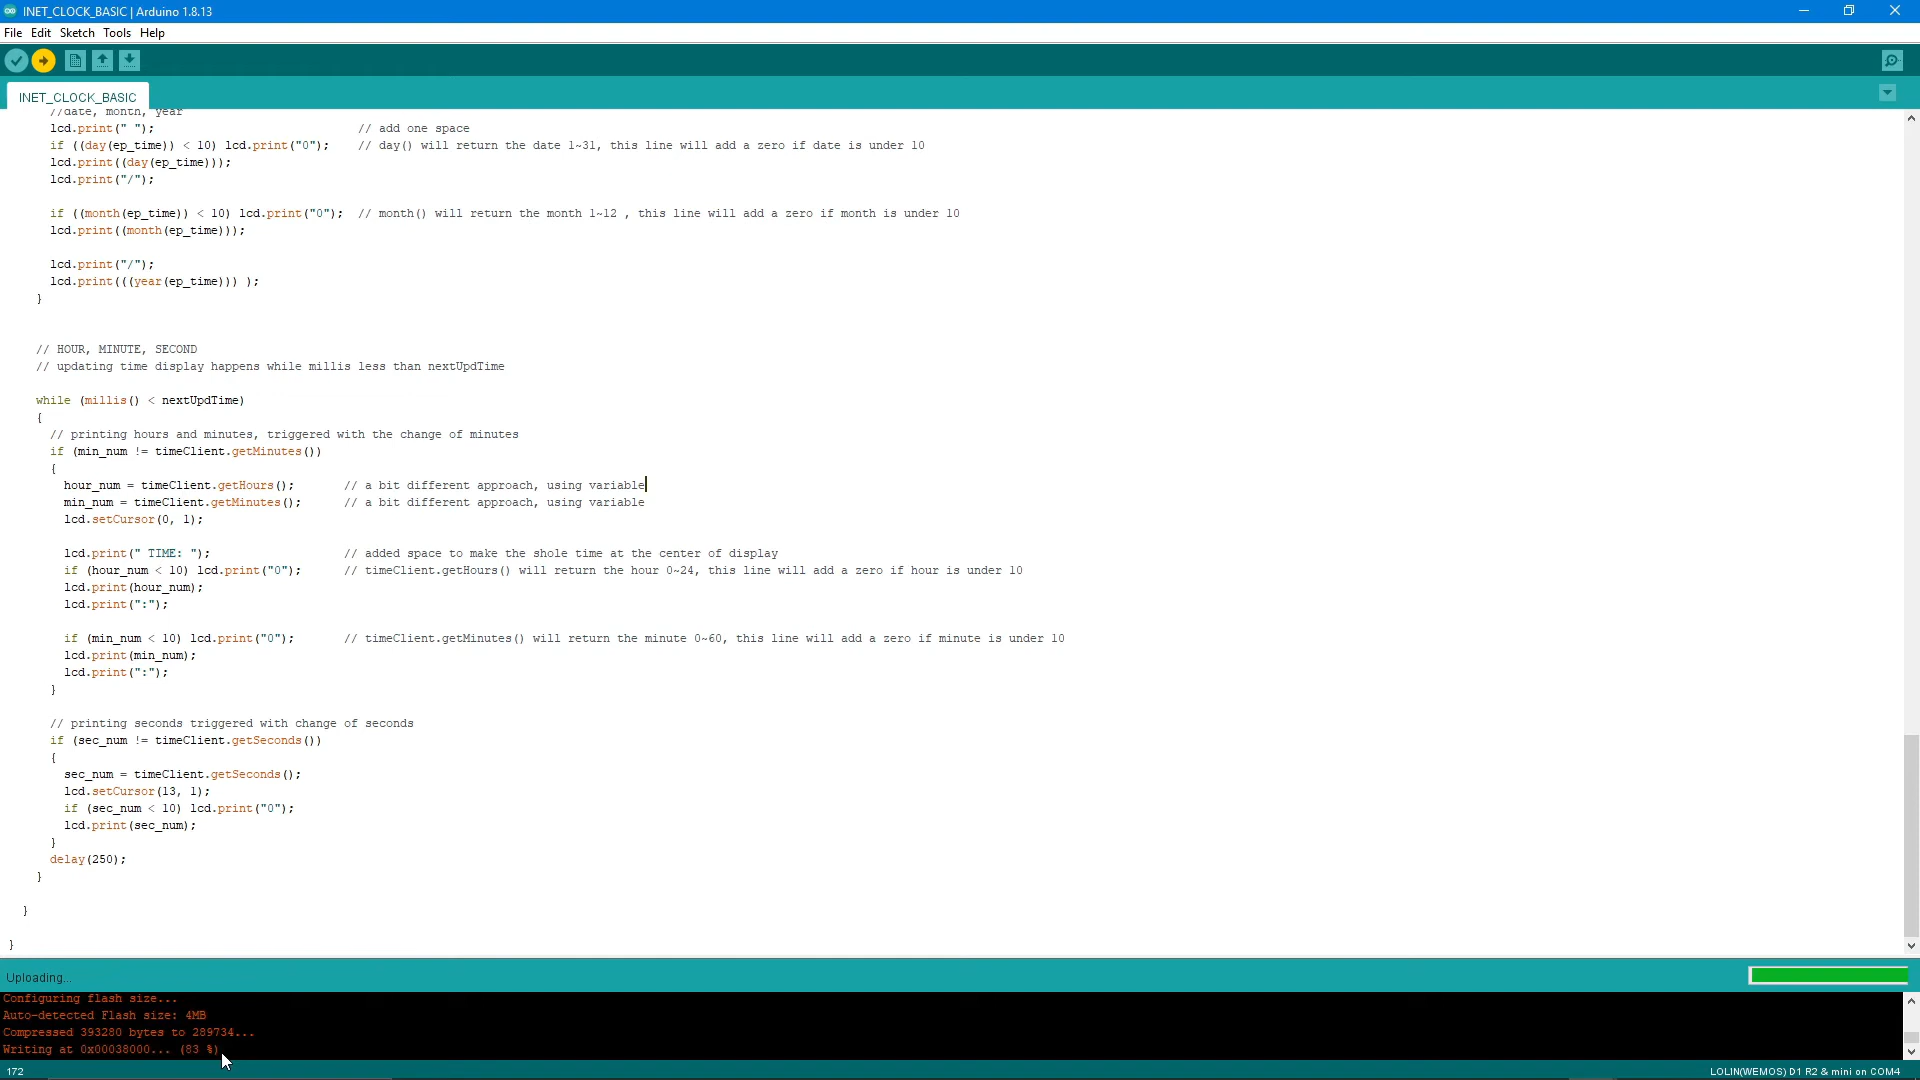 INET_CLOCK_BASIC | Arduino 1.8.13
File Edit Sketch Tools Help
INET_CLOCK_BASIC
//date, month, year
lcd.print(" "); // add one space
if ((day(ep_time)) < 10) lcd.print("0"); // day() will return the date 1~31, this line will add a zero if date is under 10
lcd.print((day(ep_time)));
lcd.print("/");
if ((month(ep_time)) < 10) lcd.print("0"); // month() will return the month 1~12 , this line will add a zero if month is under 10
lcd.print((month(ep_time)));
lcd.print("/");
lcd.print(((year(ep_time))) );
}
// HOUR, MINUTE, SECOND
// updating time display happens while millis less than nextUpdTime
while (millis() < nextUpdTime)
{
// printing hours and minutes, triggered with the change of minutes
if (min_num != timeClient.getMinutes())
{
hour_num = timeClient.getHours(); // a bit different approach, using variable
min_num = timeClient.getMinutes(); // a bit different approach, using variable
lcd.setCursor(0, 1);
lcd.print(" TIME: "); // added space to make the shole time at the center of display
if (hour_num < 10) lcd.print("0"); // timeClient.getHours() will return the hour 0~24, this line will add a zero if hour is under 10
lcd.print(hour_num);
lcd.print(":");
if (min_num < 10) lcd.print("0"); // timeClient.getMinutes() will return the minute 0~60, this line will add a zero if minute is under 10
lcd.print(min_num);
lcd.print(":");
}
// printing seconds triggered with change of seconds
if (sec_num != timeClient.getSeconds())
{
sec_num = timeClient.getSeconds();
lcd.setCursor(13, 1);
if (sec_num < 10) lcd.print("0");
lcd.print(sec_num);
}
delay(250);
}
}
}
Uploading...
Configuring flash size...
Auto-detected Flash size: 4MB
Compressed 393280 bytes to 289734...
Writing at 0x00038000... (83 %)
172 LOLIN(WEMOS) D1 R2 & mini on COM4